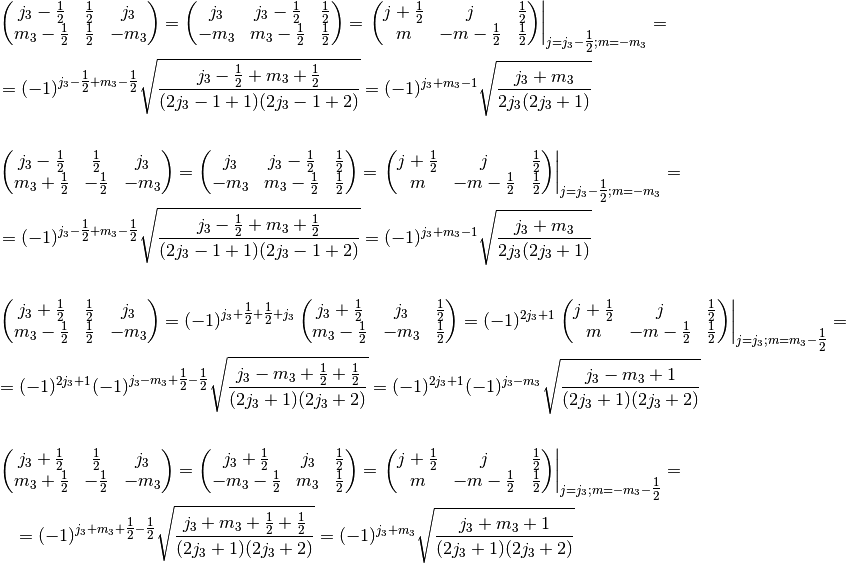 \begin{pmatrix} j_3-\frac{1}{2} & \frac{1}{2} & j_3 \\ m_3-\frac{1}{2} & \frac{1}{2} & -m_3 \end{pmatrix} = \begin{pmatrix} j_3 & j_3-\frac{1}{2} & \frac{1}{2} \\ -m_3 & m_3-\frac{1}{2} & \frac{1}{2} \end{pmatrix} = \left. \begin{pmatrix} j+\frac{1}{2} & j & \frac{1}{2} \\ m & -m-\frac{1}{2} & \frac{1}{2} \end{pmatrix} \right|_{j=j_3-\frac{1}{2};m=-m_3} =
= (-1)^{j_3-\frac{1}{2}+m_3-\frac{1}{2}} \sqrt{\frac{j_3-\frac{1}{2}+m_3+\frac{1}{2}}{(2j_3-1+1)(2j_3-1+2)}} = (-1)^{j_3+m_3-1} \sqrt{\frac{j_3+m_3}{2j_3(2j_3+1)}}
\begin{pmatrix} j_3-\frac{1}{2} & \frac{1}{2} & j_3 \\ m_3+\frac{1}{2} & -\frac{1}{2} & -m_3 \end{pmatrix} = \begin{pmatrix} j_3 & j_3-\frac{1}{2} & \frac{1}{2} \\ -m_3 & m_3-\frac{1}{2} & \frac{1}{2} \end{pmatrix} = \left. \begin{pmatrix} j+\frac{1}{2} & j & \frac{1}{2} \\ m & -m-\frac{1}{2} & \frac{1}{2} \end{pmatrix} \right|_{j=j_3-\frac{1}{2};m=-m_3} =
= (-1)^{j_3-\frac{1}{2}+m_3-\frac{1}{2}} \sqrt{\frac{j_3-\frac{1}{2}+m_3+\frac{1}{2}}{(2j_3-1+1)(2j_3-1+2)}} = (-1)^{j_3+m_3-1} \sqrt{\frac{j_3+m_3}{2j_3(2j_3+1)}}
\begin{pmatrix} j_3+\frac{1}{2} & \frac{1}{2} & j_3 \\ m_3-\frac{1}{2} & \frac{1}{2} & -m_3 \end{pmatrix} = (-1)^{j_3+\frac{1}{2}+\frac{1}{2}+j_3} \begin{pmatrix} j_3+\frac{1}{2} & j_3 & \frac{1}{2} \\ m_3-\frac{1}{2} & -m_3 & \frac{1}{2} \end{pmatrix} = (-1)^{2j_3+1} \left. \begin{pmatrix} j+\frac{1}{2} & j & \frac{1}{2} \\ m & -m-\frac{1}{2} & \frac{1}{2} \end{pmatrix} \right|_{j=j_3;m=m_3-\frac{1}{2}} =
= (-1)^{2j_3+1}(-1)^{j_3-m_3+\frac{1}{2}-\frac{1}{2}} \sqrt{\frac{j_3-m_3+\frac{1}{2}+\frac{1}{2}}{(2j_3+1)(2j_3+2)}} = (-1)^{2j_3+1}(-1)^{j_3-m_3} \sqrt{\frac{j_3-m_3+1}{(2j_3+1)(2j_3+2)}}
\begin{pmatrix} j_3+\frac{1}{2} & \frac{1}{2} & j_3 \\ m_3+\frac{1}{2} & -\frac{1}{2} & -m_3 \end{pmatrix} = \begin{pmatrix} j_3+\frac{1}{2} & j_3 & \frac{1}{2} \\ -m_3-\frac{1}{2} & m_3 & \frac{1}{2} \end{pmatrix} = \left. \begin{pmatrix} j+\frac{1}{2} & j & \frac{1}{2} \\ m & -m-\frac{1}{2} & \frac{1}{2} \end{pmatrix} \right|_{j=j_3;m=-m_3-\frac{1}{2}} =
= (-1)^{j_3+m_3+\frac{1}{2}-\frac{1}{2}} \sqrt{\frac{j_3+m_3+\frac{1}{2}+\frac{1}{2}}{(2j_3+1)(2j_3+2)}} = (-1)^{j_3+m_3} \sqrt{\frac{j_3+m_3+1}{(2j_3+1)(2j_3+2)}}